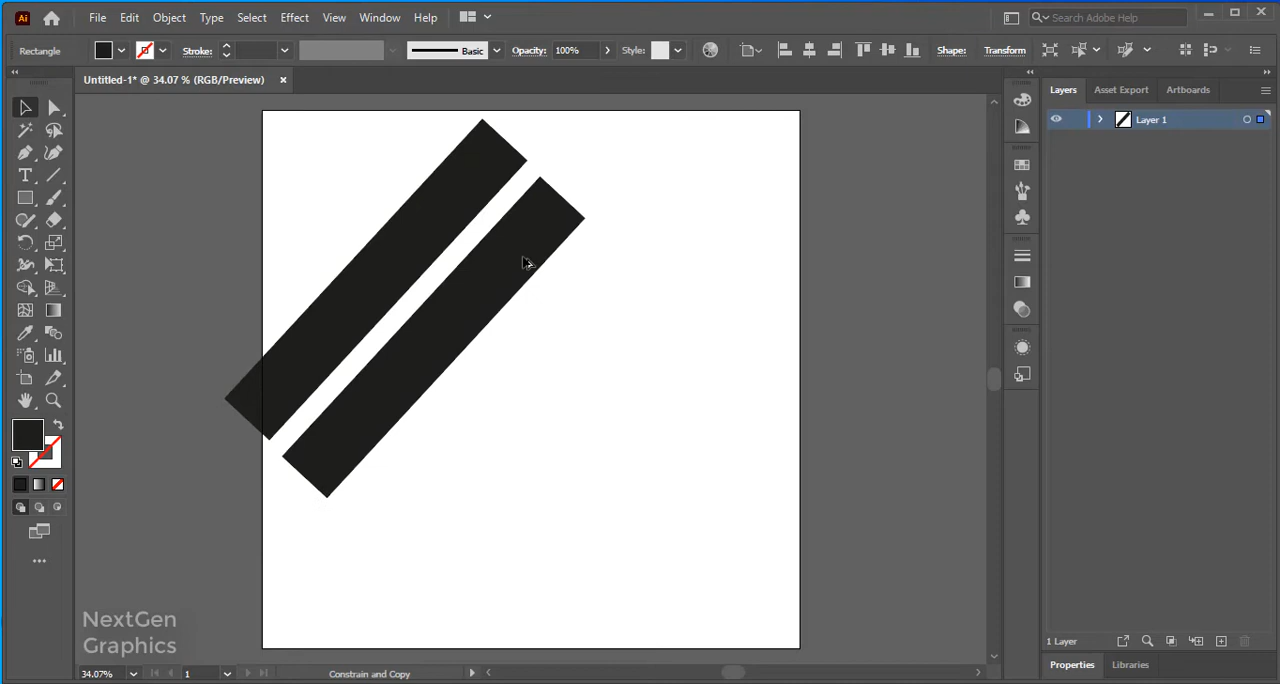 Ai File Edit Object Type Select Effect View Window Help Search Adobe Help
Rectangle Stroke: Basic Opacity: 100% Style: Shape: Transform
Untitled-1* @ 34.07 % (RGB/Preview)
Layers Asset Export Artboards
Layer 1
NextGen
Graphics
1 Layer
Properties Libraries
34.07% 1 Constrain and Copy